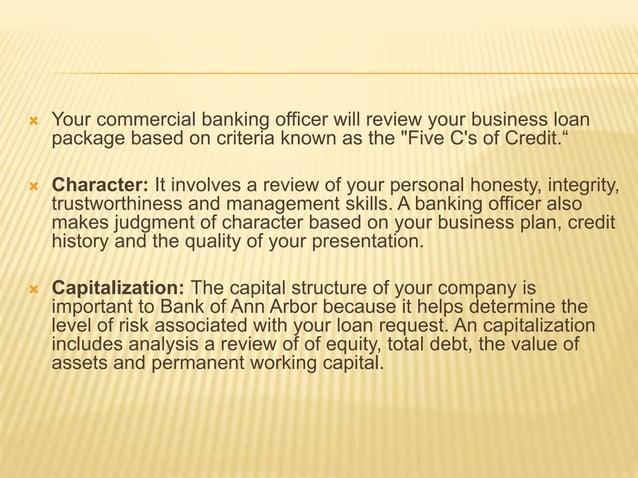 Your commercial banking officer will review your business loan
package based on criteria known as the "Five C's of Credit.“
Character: It involves a review of your personal honesty, integrity,
trustworthiness and management skills. A banking officer also
makes judgment of character based on your business plan, credit
history and the quality of your presentation.
Capitalization: The capital structure of your company is
important to Bank of Ann Arbor because it helps determine the
level of risk associated with your loan request. An capitalization
includes analysis a review of of equity, total debt, the value of
assets and permanent working capital.